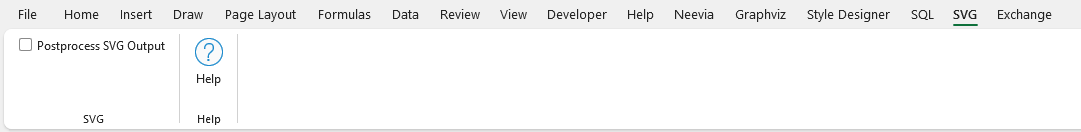 File Home Insert Draw Page Layout Formulas Data Review View Developer Help Neevia Graphviz Style Designer SQL SVG Exchange
Postprocess SVG Output
Help
SVG Help